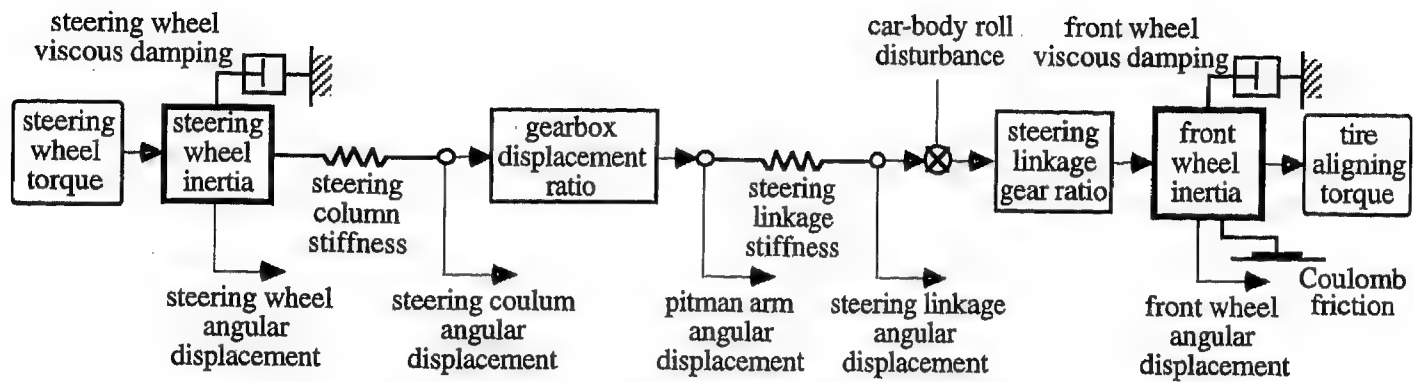 steering wheel
viscous damping
car-body roll
disturbance
front wheel
viscous damping
steering
wheel
torque
steering
wheel
inertia
steering
column
stiffness
gearbox
displacement
ratio
steering
linkage
stiffness
steering
linkage
gear ratio
front
wheel
inertia
tire
aligning
torque
steering wheel
angular
displacement
steering coulum
angular
displacement
pitman arm
angular
displacement
steering linkage
angular
displacement
front wheel
angular
displacement
Coulomb
friction